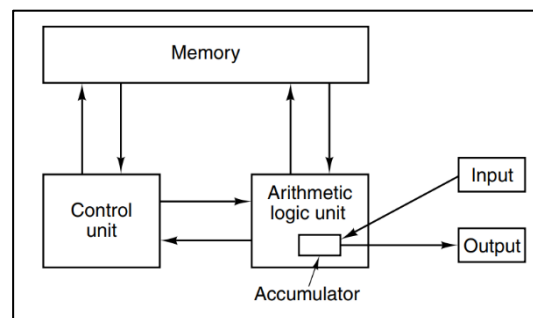 Memory
Control
unit
Arithmetic
logic unit
Accumulator
Input
Output